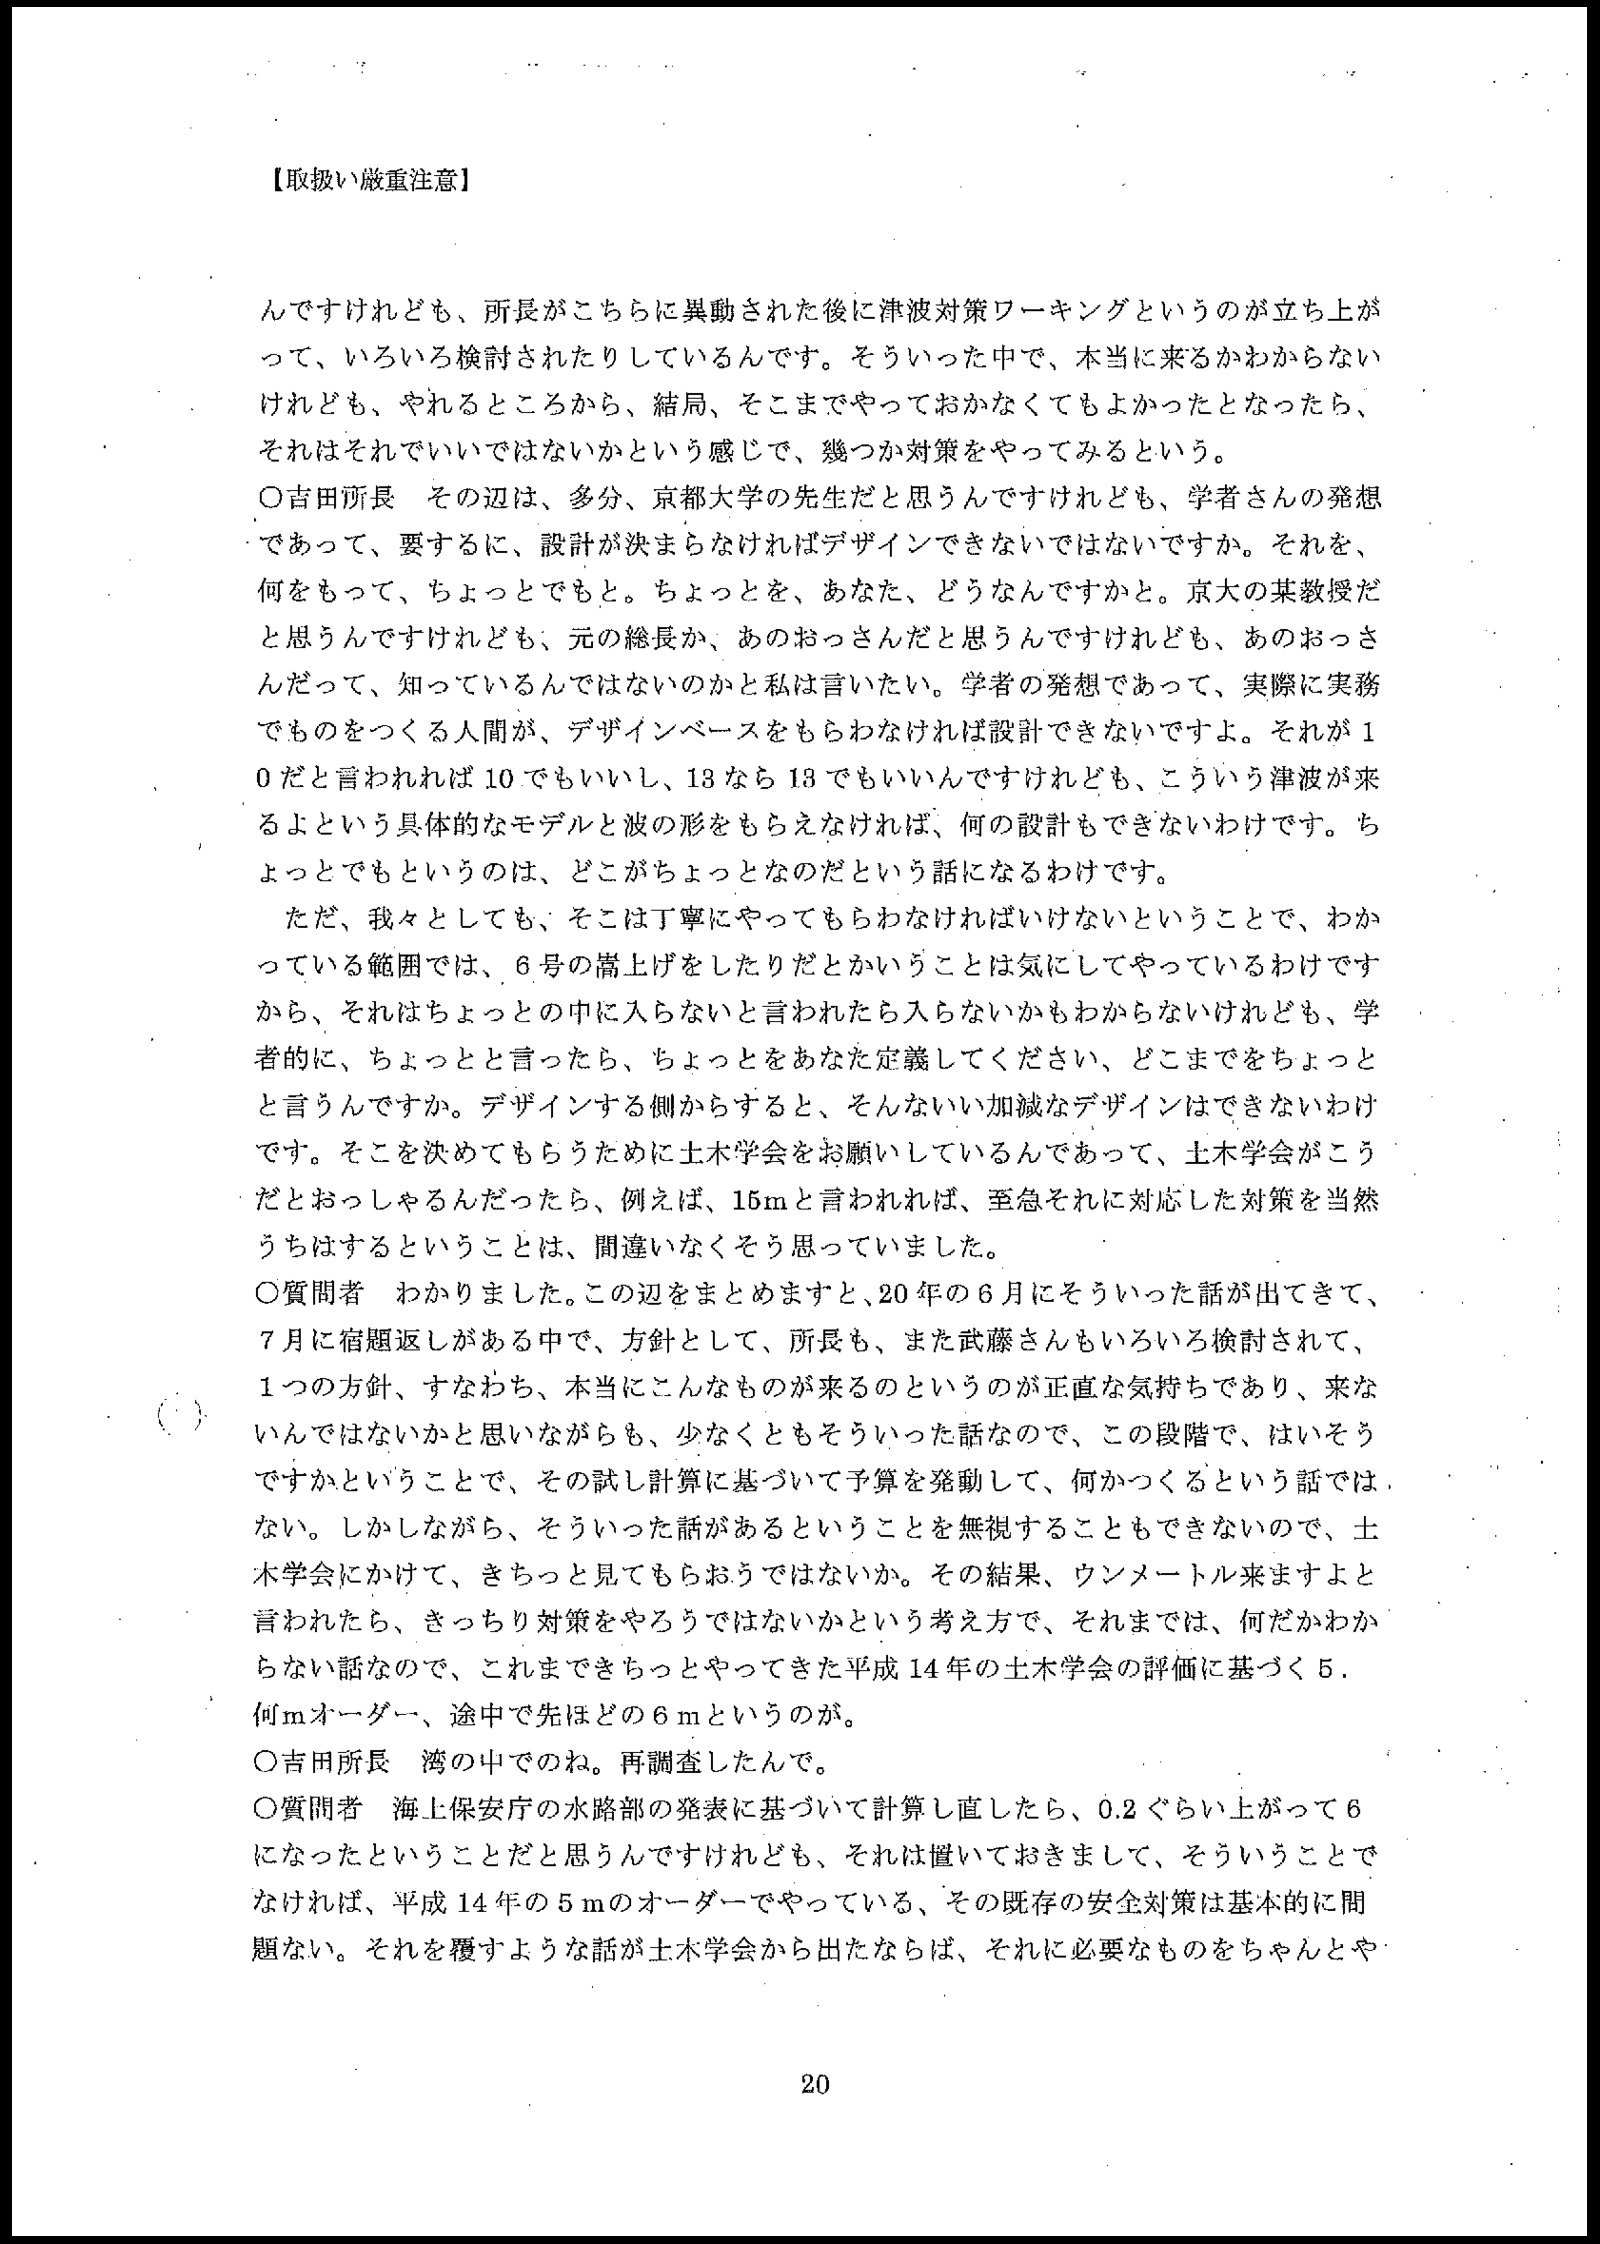 【取扱い厳重注意】
んですけれども、所長がこちらに異動された後に津波対策ワーキングというのが立ち上が
って、いろいろ検討されたりしているんです。そういった中で、本当に来るかわからない
けれども、やれるところから、結局、そこまでやっておかなくてもよかったとなったら、
それはそれでいいではないかという感じで、幾つか対策をやってみるという。
○吉田所長　その辺は、多分、京都大学の先生だと思うんですけれども、学者さんの発想
であって、要するに、設計が決まらなければデザインできないではないですか。それを、
何をもって、ちょっとでもと。ちょっとを、あなた、どうなんですかと。京大の某教授だ
と思うんですけれども、元の総長か、あのおっさんだと思うんですけれども、あのおっさ
んだって、知っているんではないのかと私は言いたい。学者の発想であって、実際に実務
でものをつくる人間が、デザインベースをもらわなければ設計できないですよ。それが1
0だと言われれば10でもいいし、13なら13でもいいんですけれども、こういう津波が来
るよという具体的なモデルと波の形をもらえなければ、何の設計もできないわけです。ち
ょっとでもというのは、どこがちょっとなのだという話になるわけです。
　ただ、我々としても、そこは丁寧にやってもらわなければいけないということで、わか
っている範囲では、６号の嵩上げをしたりだとかいうことは気にしてやっているわけです
から、それはちょっとの中に入らないと言われたら入らないかもわからないけれども、学
者的に、ちょっとと言ったら、ちょっとをあなた定義してください、どこまでをちょっと
と言うんですか。デザインする側からすると、そんないい加減なデザインはできないわけ
です。そこを決めてもらうために土木学会をお願いしているんであって、土木学会がこう
だとおっしゃるんだったら、例えば、15mと言われれば、至急それに対応した対策を当然
うちはするということは、間違いなくそう思っていました。
○質問者　わかりました。この辺をまとめますと、20年の６月にそういった話が出てきて、
７月に宿題返しがある中で、方針として、所長も、また武藤さんもいろいろ検討されて、
１つの方針、すなわち、本当にこんなものが来るのというのが正直な気持ちであり、来な
いんではないかと思いながらも、少なくともそういった話なので、この段階で、はいそう
ですかということで、その試し計算に基づいて予算を発動して、何かつくるという話では
ない。しかしながら、そういった話があるということを無視することもできないので、土
木学会にかけて、きちっと見てもらおうではないか。その結果、ウンメートル来ますよと
言われたら、きっちり対策をやろうではないかという考え方で、それまでは、何だかわか
らない話なので、これまできちっとやってきた平成14年の土木学会の評価に基づく５．
何mオーダー、途中で先ほどの６mというのが。
○吉田所長　湾の中でのね。再調査したんで。
○質問者　海上保安庁の水路部の発表に基づいて計算し直したら、0.2ぐらい上がって６
になったということだと思うんですけれども、それは置いておきまして、そういうことで
なければ、平成14年の５mのオーダーでやっている、その既存の安全対策は基本的に問
題ない。それを覆すような話が土木学会から出たならば、それに必要なものをちゃんとや
20